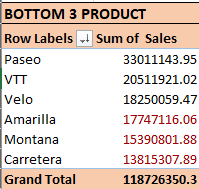 BOTTOM 3 PRODUCT
Row Labels Sum of Sales
Paseo 33011143.95
VTT 20511921.02
Velo 18250059.47
Amarilla 17747116.06
Montana 15390801.88
Carretera 13815307.89
Grand Total 118726350.3